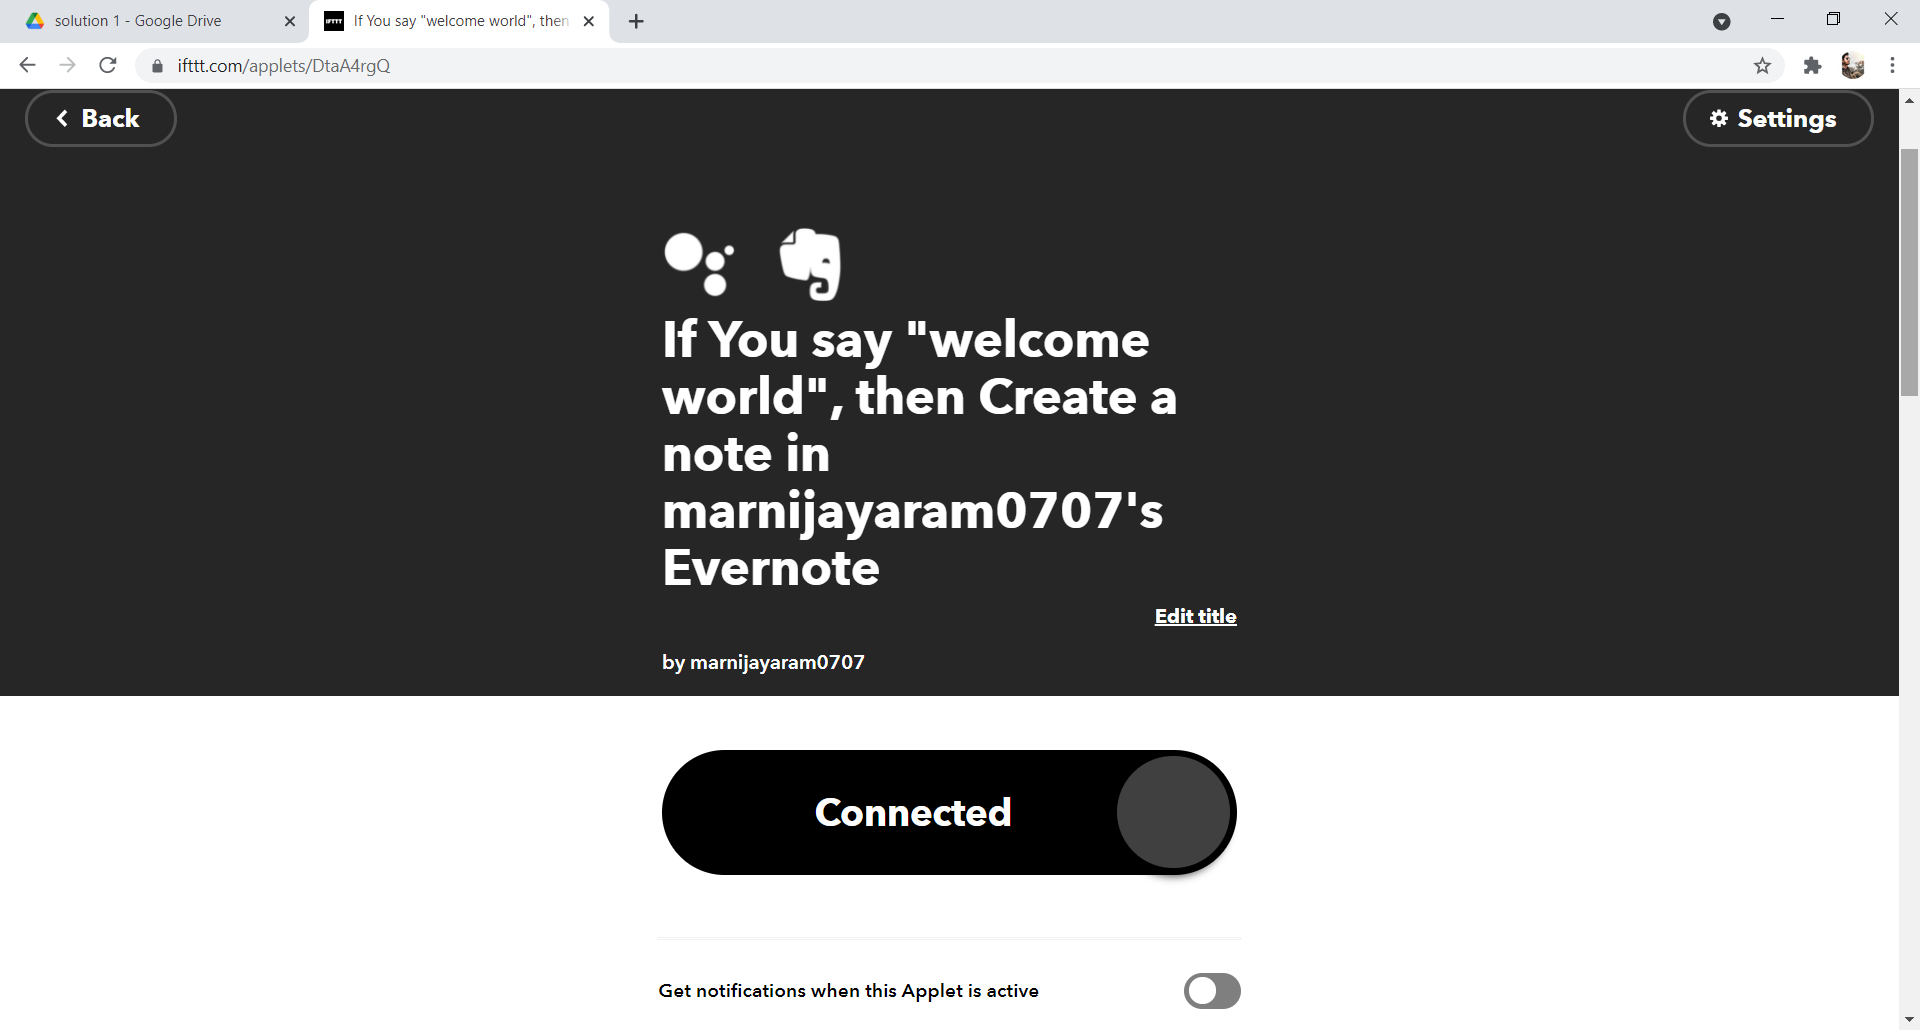 solution 1 - Google Drive
IFTTT
If You say "welcome world", then
ifttt.com/applets/DtaA4rgQ
Back
Settings
If You say "welcome
world", then Create a
note in
marnijayaram0707's
Evernote
Edit title
by marnijayaram0707
Connected
Get notifications when this Applet is active